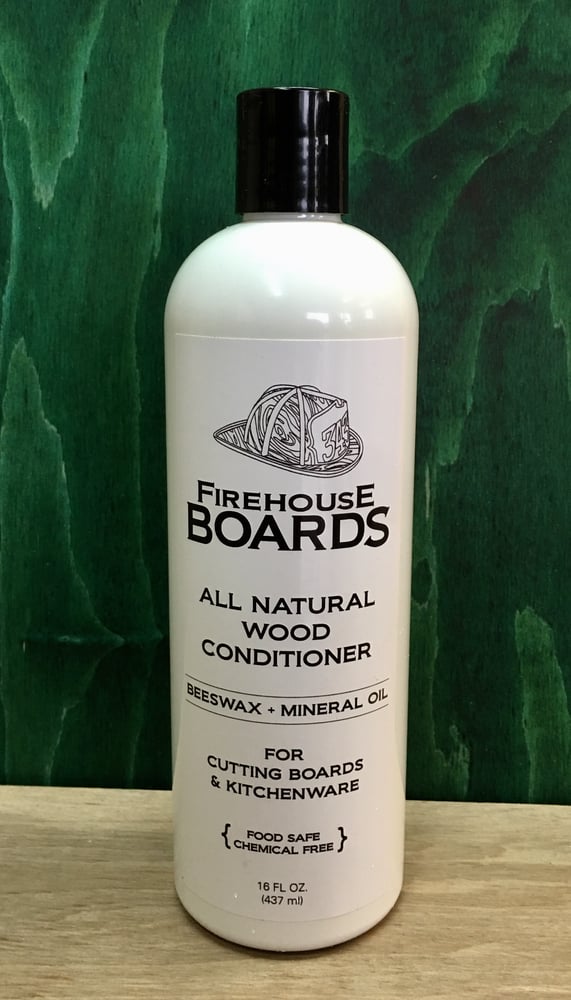 34
FIREHOUSE
BOARDS
ALL NATURAL
WOOD
CONDITIONER
BEESWAX + MINERAL OIL
FOR
CUTTING BOARDS
& KITCHENWARE
{ FOOD SAFE
CHEMICAL FREE }
16 FL OZ.
(437 ml)